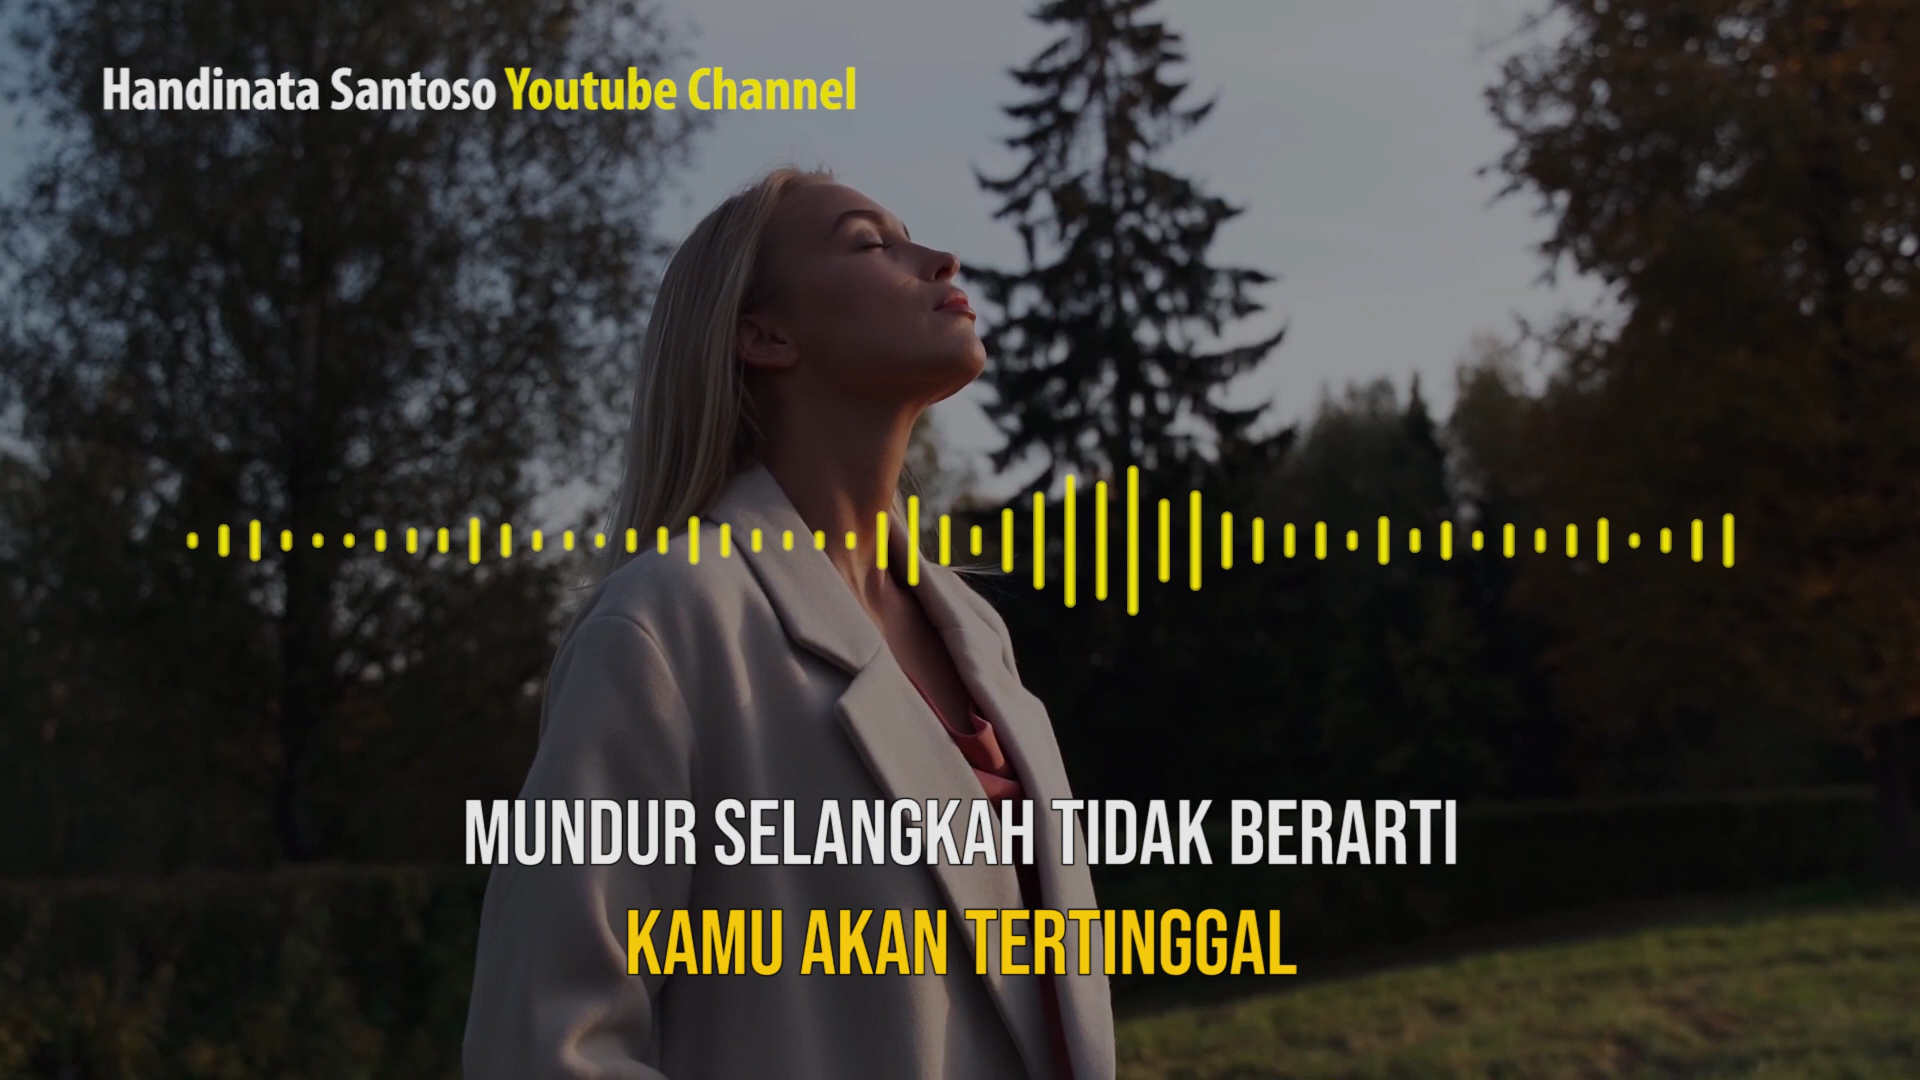 Handinata Santoso Youtube Channel
MUNDUR SELANGKAH TIDAK BERARTI
KAMU AKAN TERTINGGAL